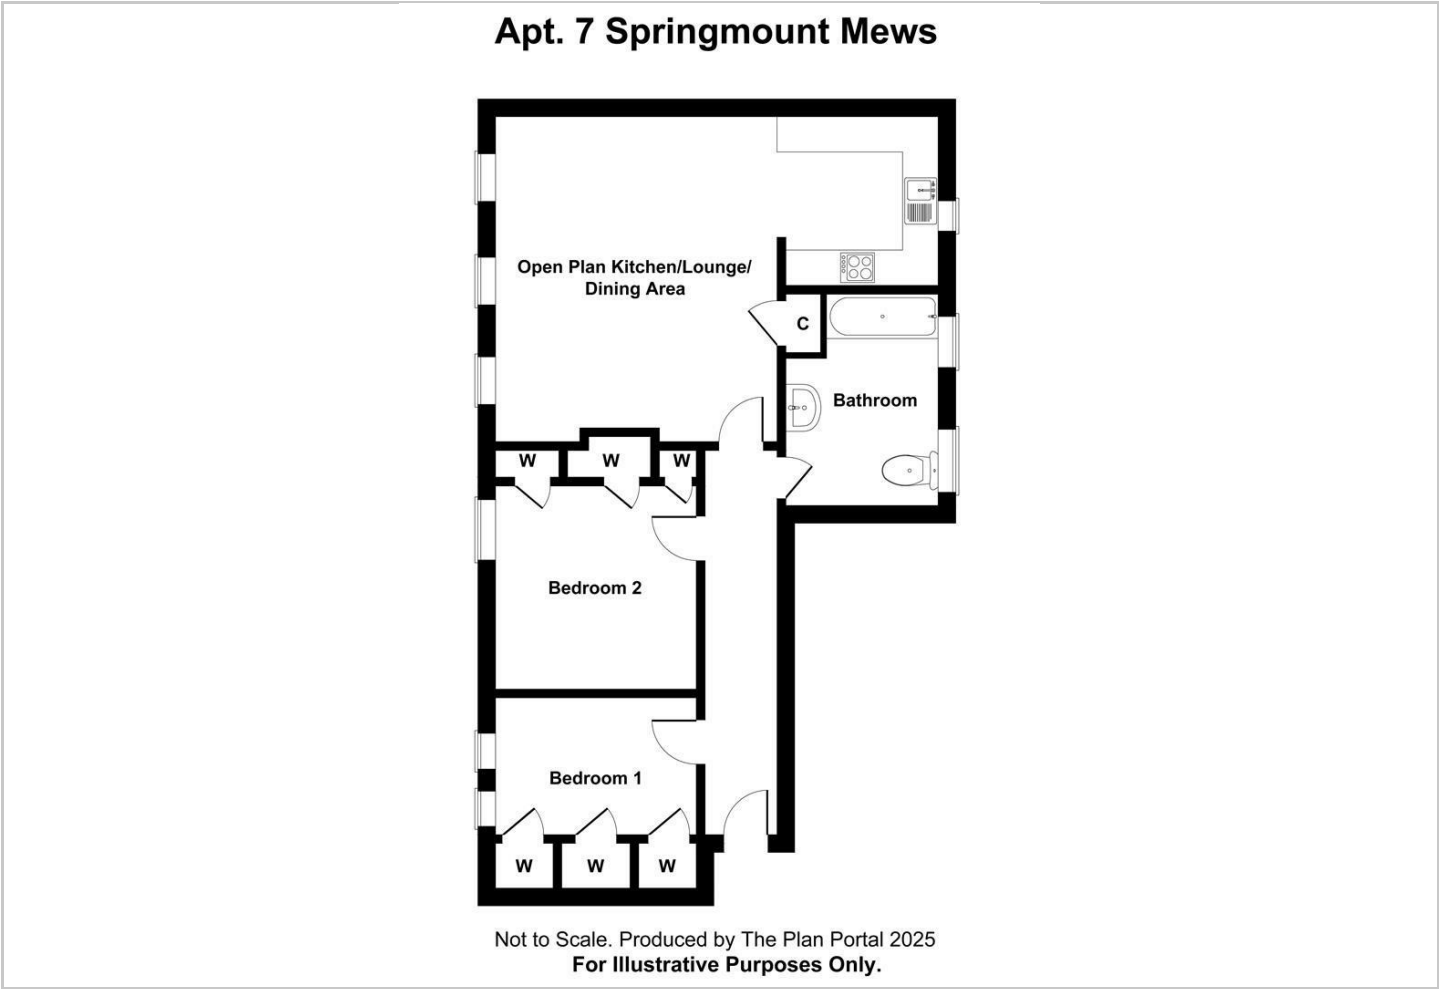 Apt. 7 Springmount Mews
Open Plan Kitchen/Lounge/
Dining Area
C
Bathroom
W
W
W
Bedroom 2
Bedroom 1
W
W
W
Not to Scale. Produced by The Plan Portal 2025
For Illustrative Purposes Only.